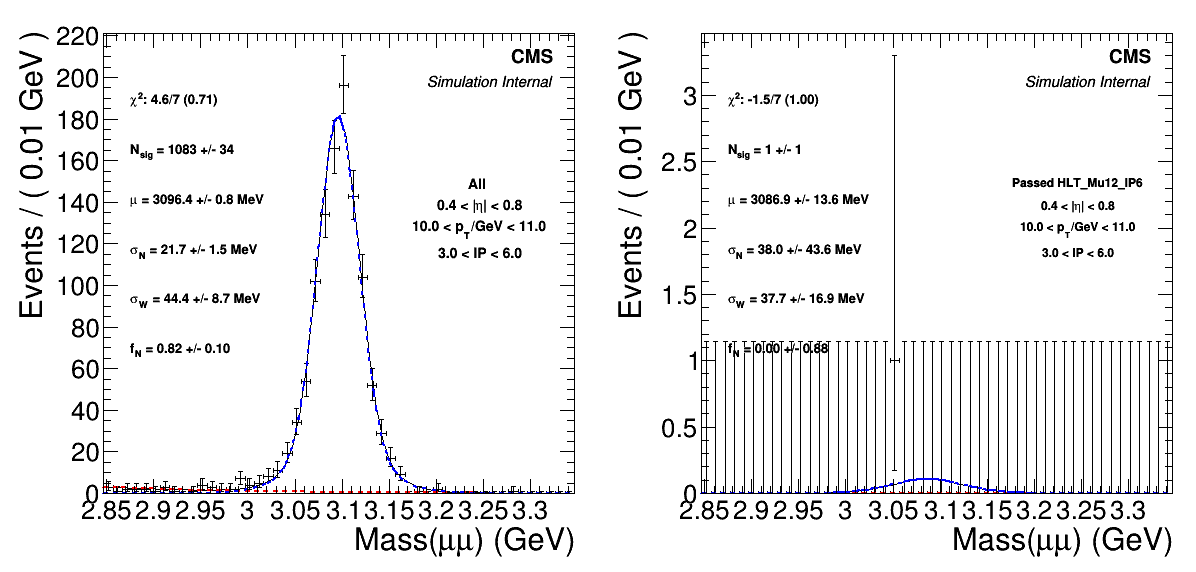 CMS
Simulation Internal
χ²: 4.6/7 (0.71)
N_sig = 1083 +/- 34
μ = 3096.4 +/- 0.8 MeV
σ_N = 21.7 +/- 1.5 MeV
σ_W = 44.4 +/- 8.7 MeV
f_N = 0.82 +/- 0.10
All
0.4 < |η| < 0.8
10.0 < p_T/GeV < 11.0
3.0 < IP < 6.0
Events / ( 0.01 GeV )
220
200
180
160
140
120
100
80
60
40
20
0
2.85 2.9 2.95 3 3.05 3.1 3.15 3.2 3.25 3.3
Mass(μμ) (GeV)
CMS
Simulation Internal
χ²: -1.5/7 (1.00)
N_sig = 1 +/- 1
μ = 3086.9 +/- 13.6 MeV
σ_N = 38.0 +/- 43.6 MeV
σ_W = 37.7 +/- 16.9 MeV
f_N = 0.00 +/- 0.88
Passed HLT_Mu12_IP6
0.4 < |η| < 0.8
10.0 < p_T/GeV < 11.0
3.0 < IP < 6.0
Events / ( 0.01 GeV )
3
2.5
2
1.5
1
0.5
0
2.85 2.9 2.95 3 3.05 3.1 3.15 3.2 3.25 3.3
Mass(μμ) (GeV)